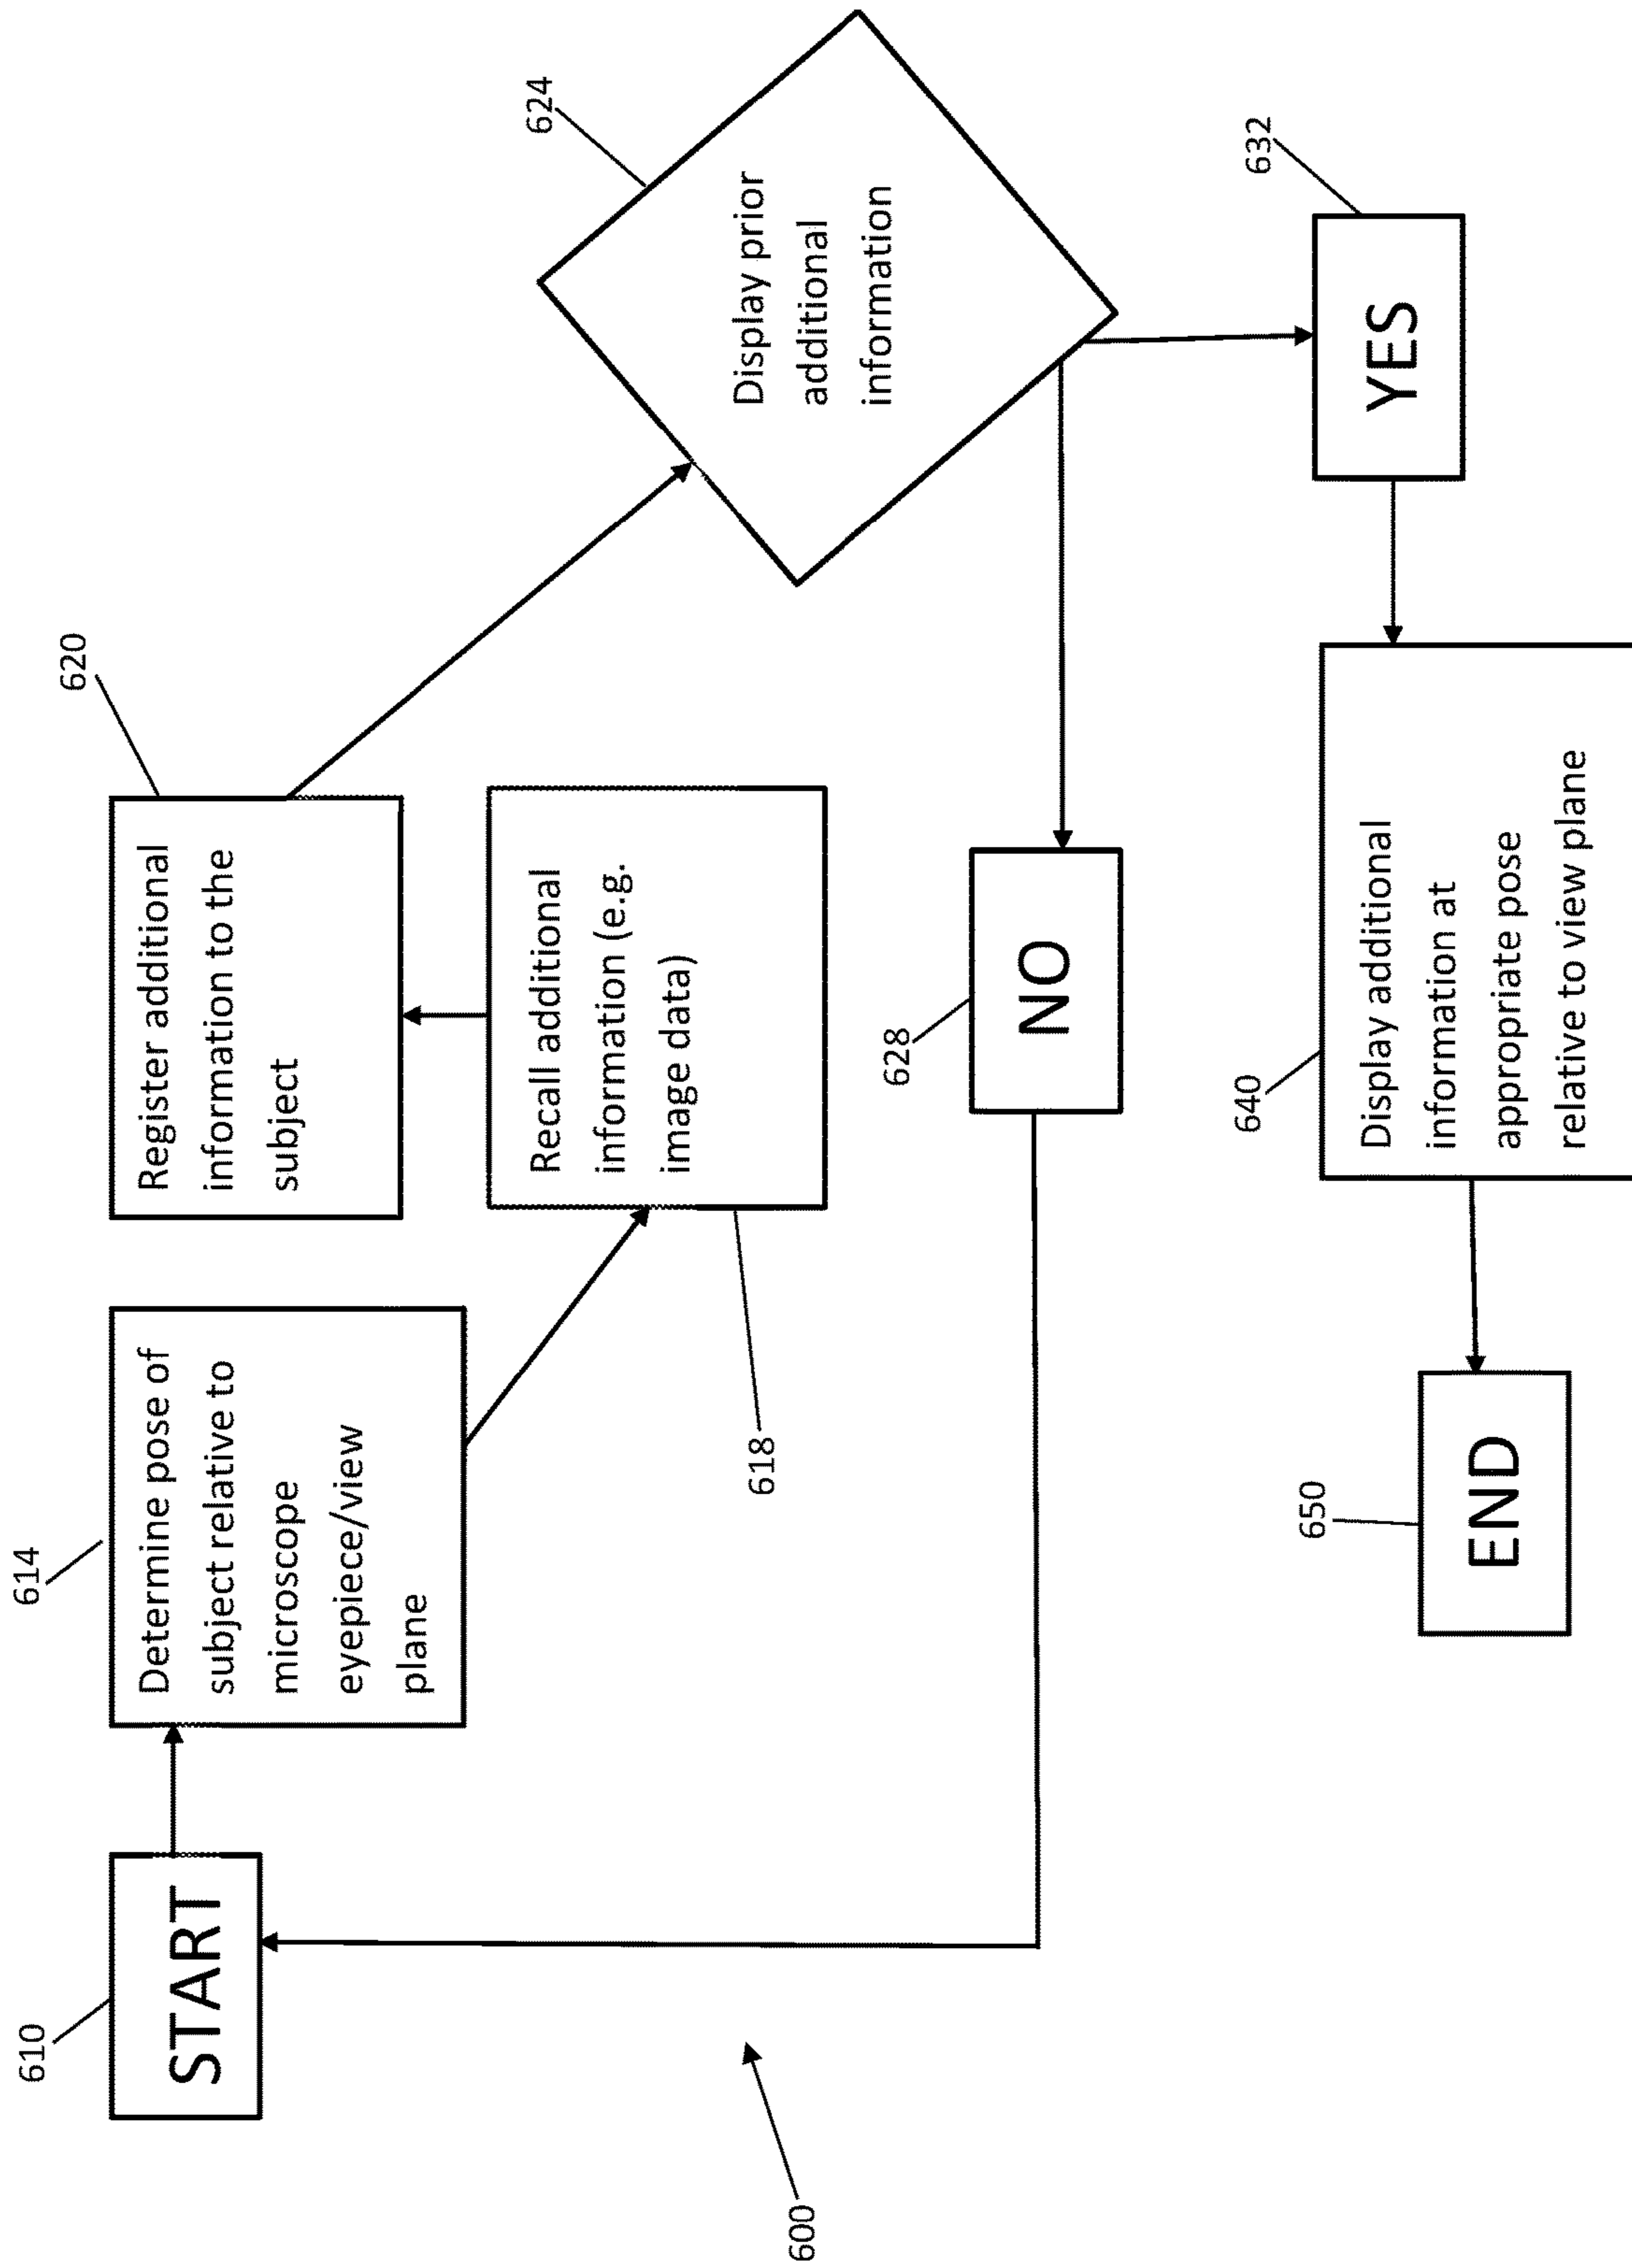 610
START
614
Determine pose of
subject relative to
microscope
eyepiece/view
plane
620
Register additional
information to the
subject
618
Recall additional
information (e.g.
image data)
624
Display prior
additional
information
628
NO
632
YES
640
Display additional
information at
appropriate pose
relative to view plane
650
END
600